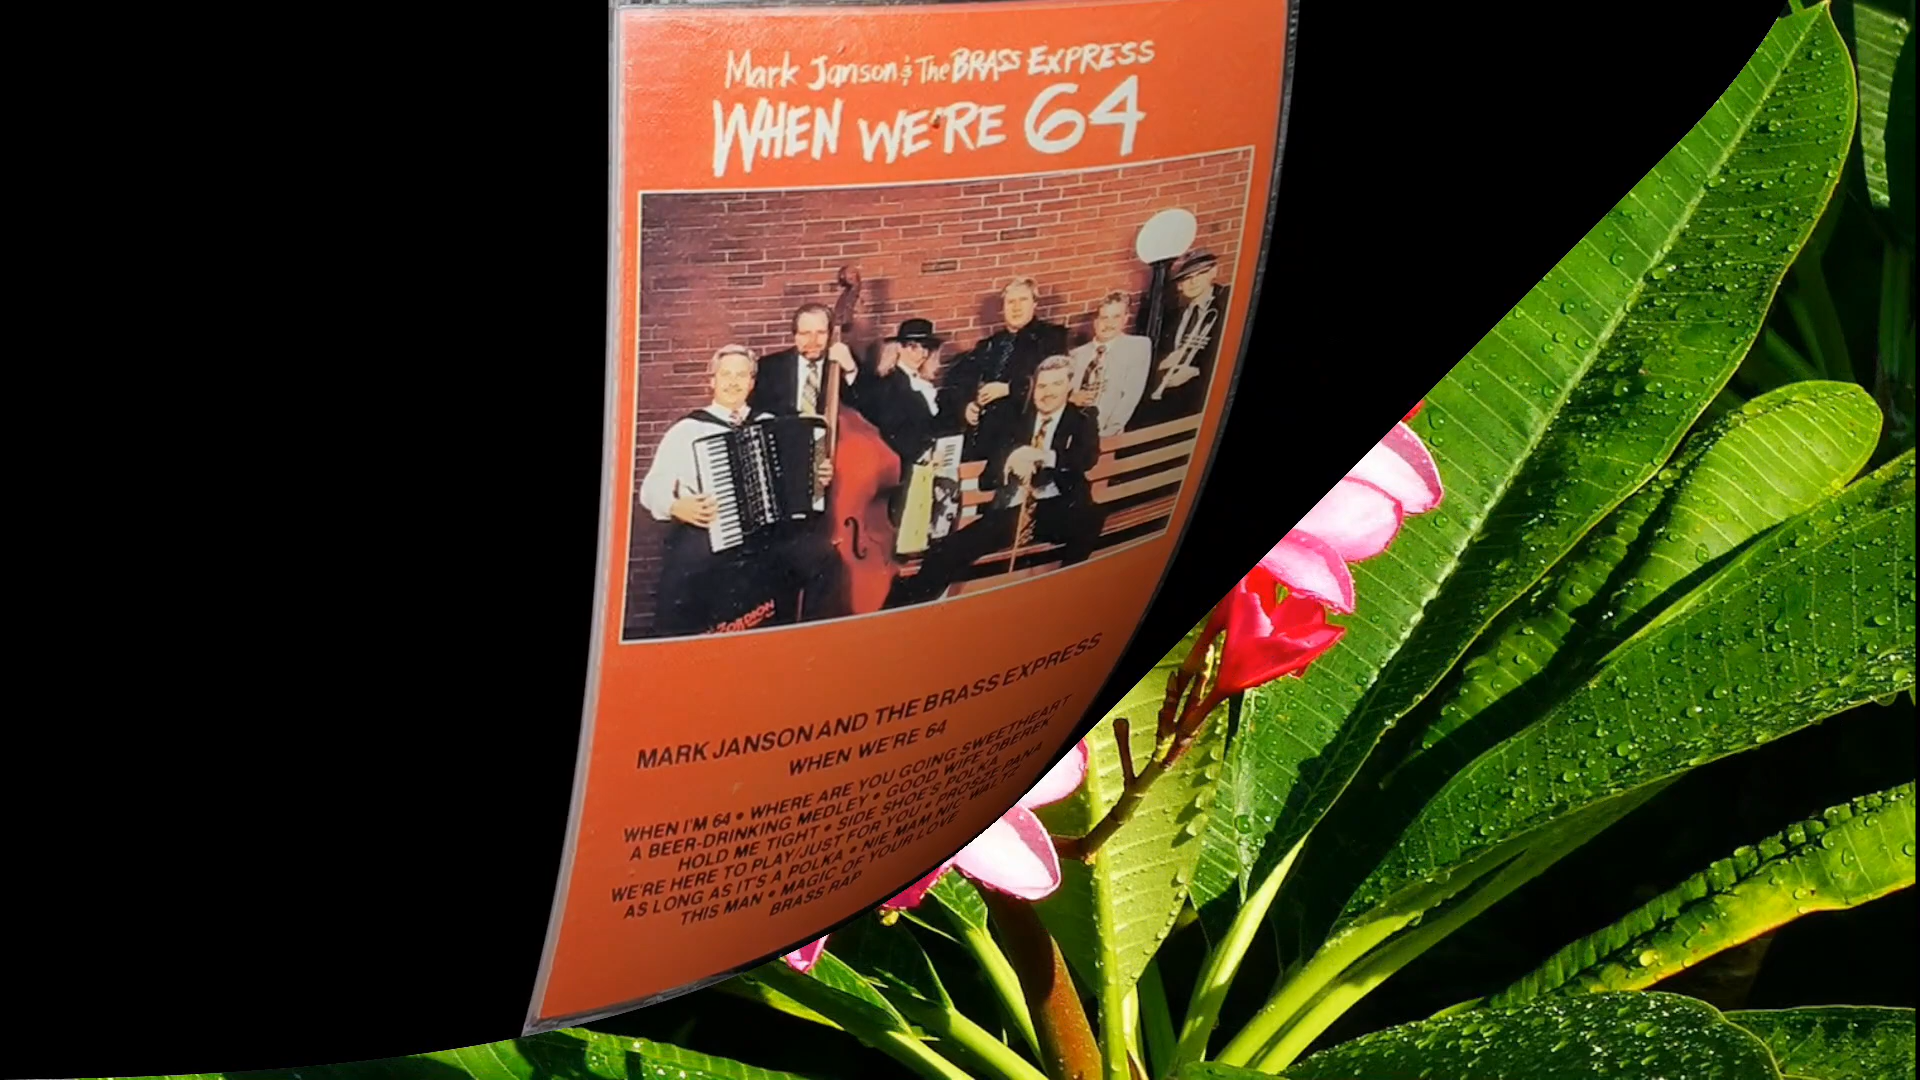 Mark Janson & The BRASS EXPRESS
WHEN WE'RE 64
MARK JANSON AND THE BRASS EXPRESS
WHEN WE'RE 64
WHEN I'M 64 • WHERE ARE YOU GOING SWEETHEART
A BEER-DRINKING MEDLEY • GOOD WIFE OBEREK
HOLD ME TIGHT • SIDE SHOE'S POLKA
WE'RE HERE TO PLAY/JUST FOR YOU • PROSZE PANA
AS LONG AS IT'S A POLKA • NIE MAM NIC WALTZ
THIS MAN • MAGIC OF YOUR LOVE
BRASS RAP